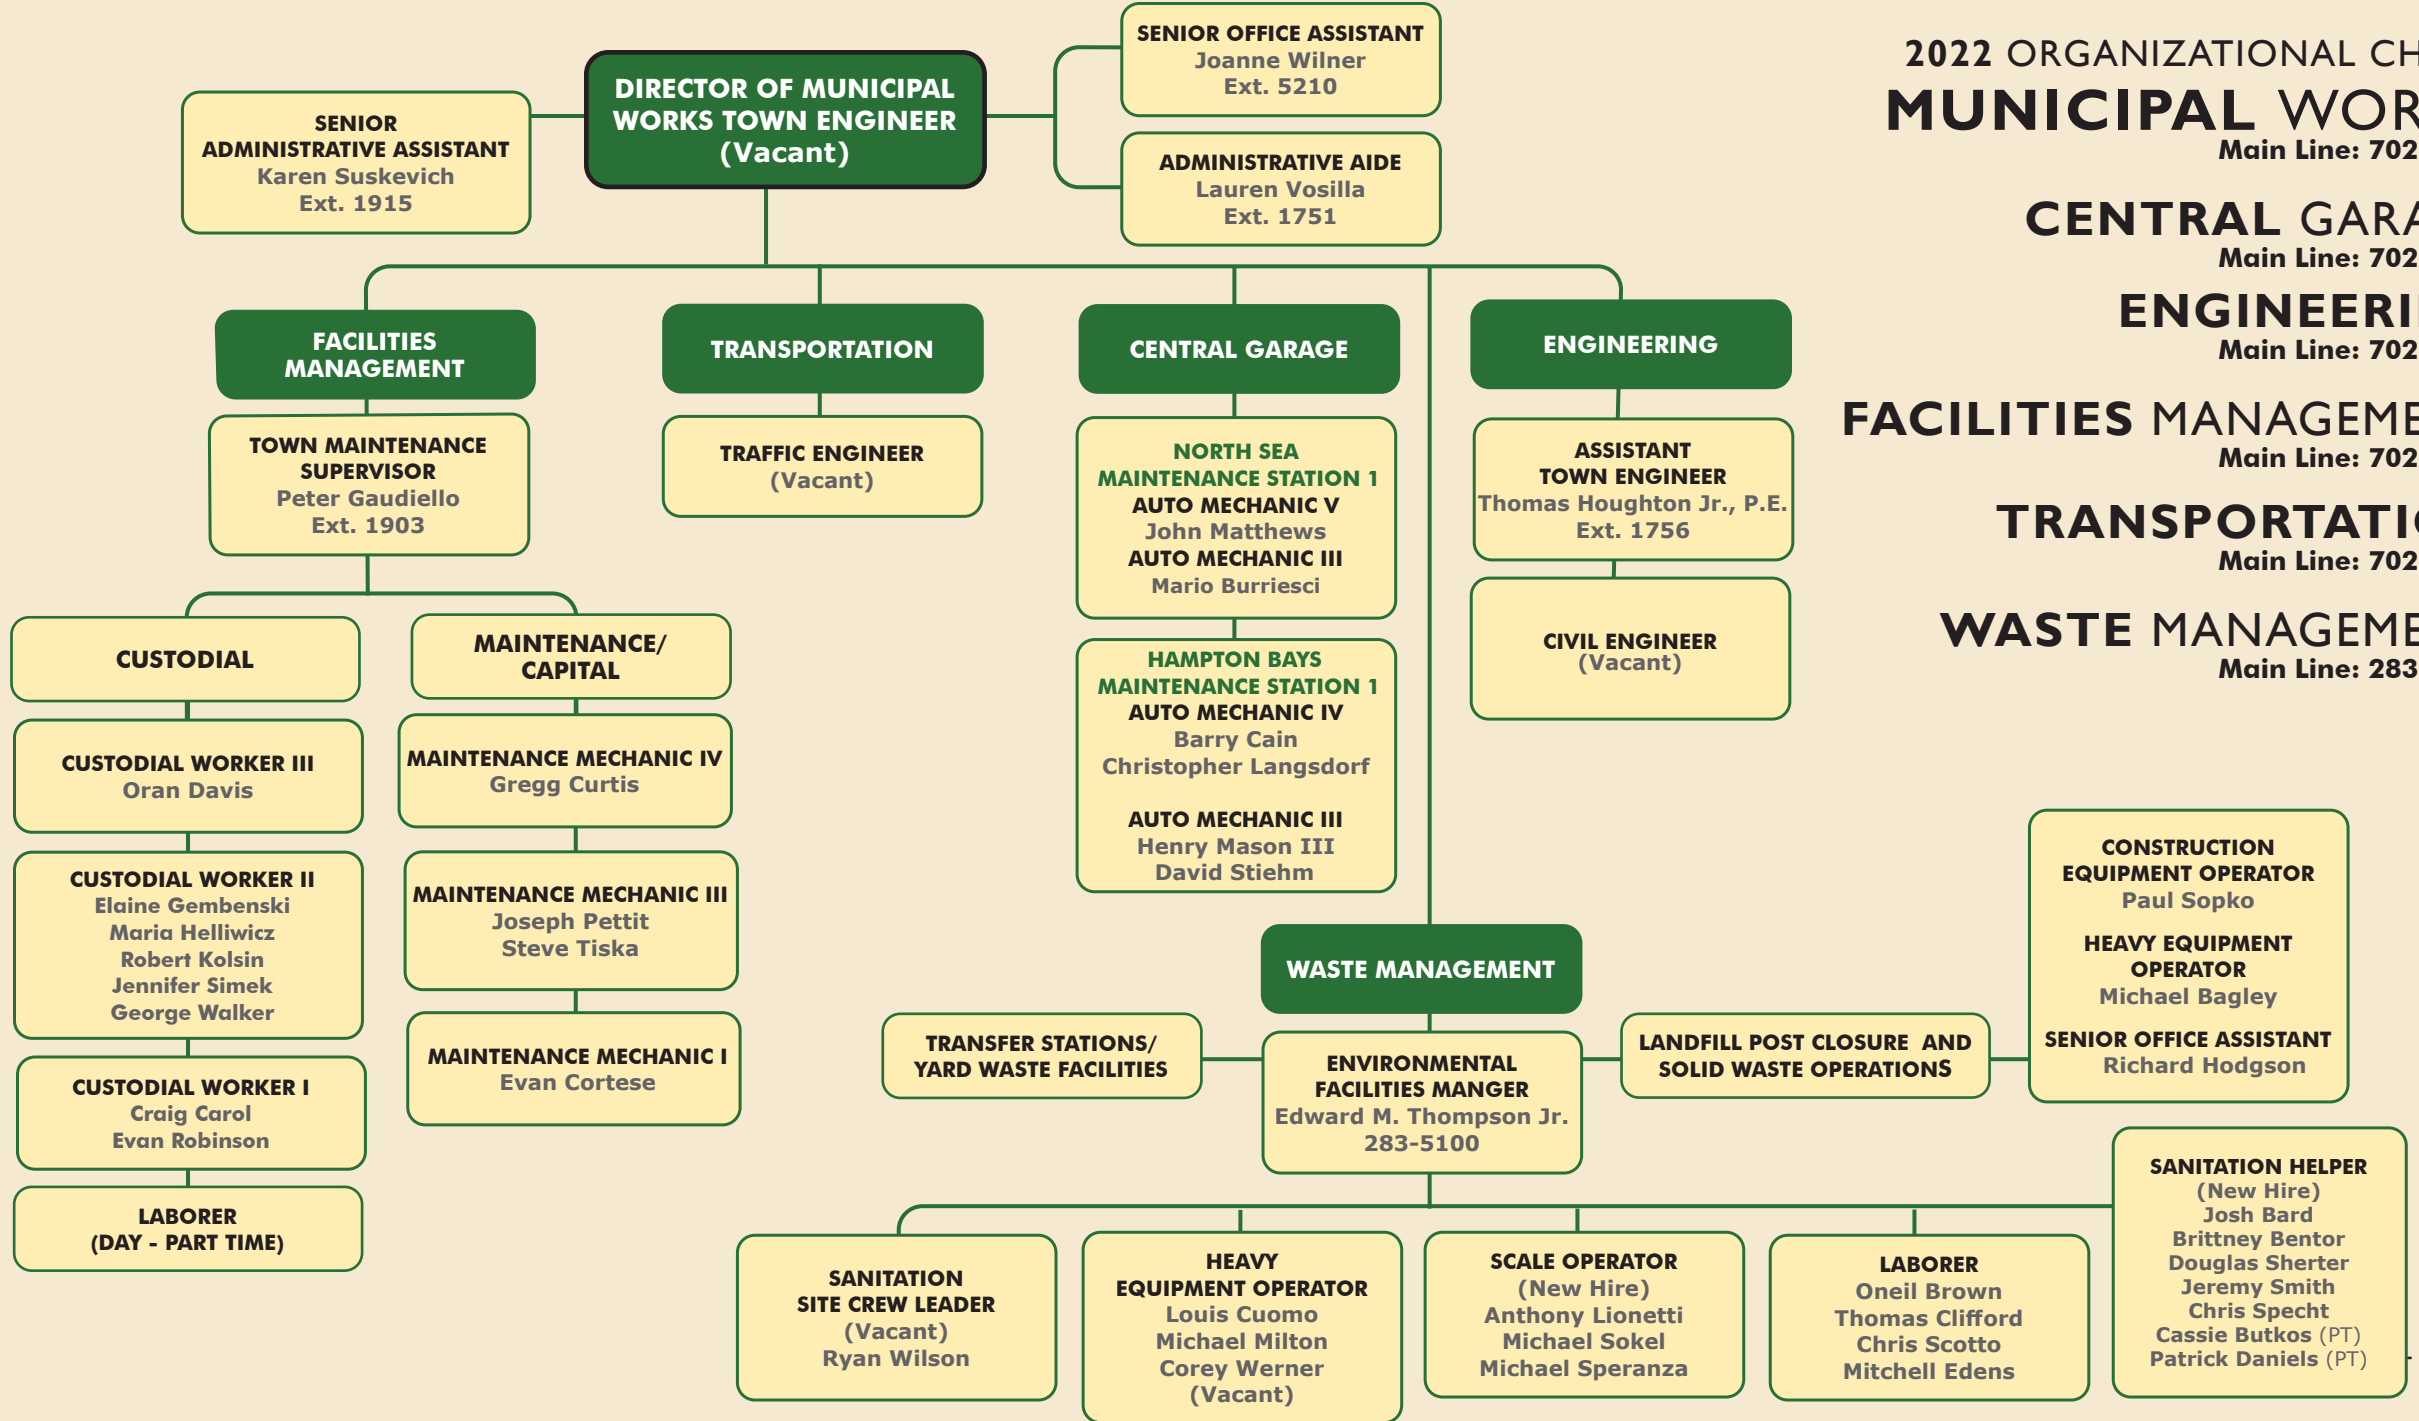 SENIOR OFFICE ASSISTANT
Joanne Wilner
Ext. 5210
DIRECTOR OF MUNICIPAL
WORKS TOWN ENGINEER
(Vacant)
SENIOR
ADMINISTRATIVE ASSISTANT
Karen Suskevich
Ext. 1915
ADMINISTRATIVE AIDE
Lauren Vosilla
Ext. 1751
2022 ORGANIZATIONAL CH
MUNICIPAL WOR
Main Line: 702
CENTRAL GARA
Main Line: 702
ENGINEERI
Main Line: 702
FACILITIES MANAGEME
Main Line: 702
TRANSPORTATIO
Main Line: 702
WASTE MANAGEME
Main Line: 283
FACILITIES
MANAGEMENT
TRANSPORTATION
CENTRAL GARAGE
ENGINEERING
TOWN MAINTENANCE
SUPERVISOR
Peter Gaudiello
Ext. 1903
TRAFFIC ENGINEER
(Vacant)
NORTH SEA
MAINTENANCE STATION 1
AUTO MECHANIC V
John Matthews
AUTO MECHANIC III
Mario Burriesci
ASSISTANT
TOWN ENGINEER
Thomas Houghton Jr., P.E.
Ext. 1756
CUSTODIAL
MAINTENANCE/
CAPITAL
HAMPTON BAYS
MAINTENANCE STATION 1
AUTO MECHANIC IV
Barry Cain
Christopher Langsdorf
AUTO MECHANIC III
Henry Mason III
David Stiehm
CIVIL ENGINEER
(Vacant)
CUSTODIAL WORKER III
Oran Davis
MAINTENANCE MECHANIC IV
Gregg Curtis
CUSTODIAL WORKER II
Elaine Gembenski
Maria Helliwicz
Robert Kolsin
Jennifer Simek
George Walker
MAINTENANCE MECHANIC III
Joseph Pettit
Steve Tiska
CUSTODIAL WORKER I
Craig Carol
Evan Robinson
MAINTENANCE MECHANIC I
Evan Cortese
LABORER
(DAY - PART TIME)
WASTE MANAGEMENT
TRANSFER STATIONS/
YARD WASTE FACILITIES
ENVIRONMENTAL
FACILITIES MANGER
Edward M. Thompson Jr.
283-5100
LANDFILL POST CLOSURE AND
SOLID WASTE OPERATIONS
CONSTRUCTION
EQUIPMENT OPERATOR
Paul Sopko
HEAVY EQUIPMENT
OPERATOR
Michael Bagley
SENIOR OFFICE ASSISTANT
Richard Hodgson
SANITATION
SITE CREW LEADER
(Vacant)
Ryan Wilson
HEAVY
EQUIPMENT OPERATOR
Louis Cuomo
Michael Milton
Corey Werner
(Vacant)
SCALE OPERATOR
(New Hire)
Anthony Lionetti
Michael Sokel
Michael Speranza
LABORER
Oneil Brown
Thomas Clifford
Chris Scotto
Mitchell Edens
SANITATION HELPER
(New Hire)
Josh Bard
Brittney Bentor
Douglas Sherter
Jeremy Smith
Chris Specht
Cassie Butkos (PT)
Patrick Daniels (PT)